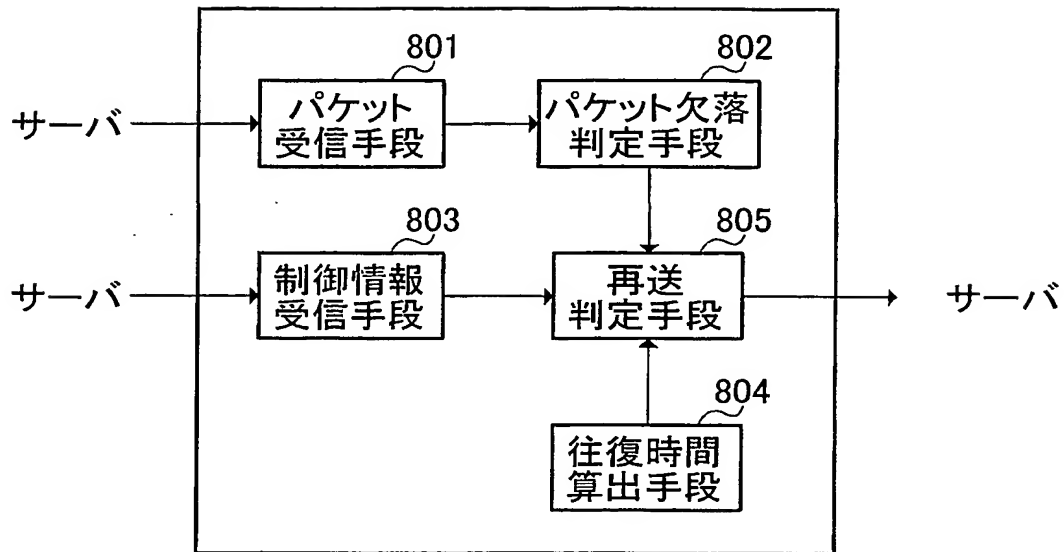 801
802
サーバ
パケット
受信手段
パケット欠落
判定手段
803
805
サーバ
制御情報
受信手段
再送
判定手段
サーバ
804
往復時間
算出手段